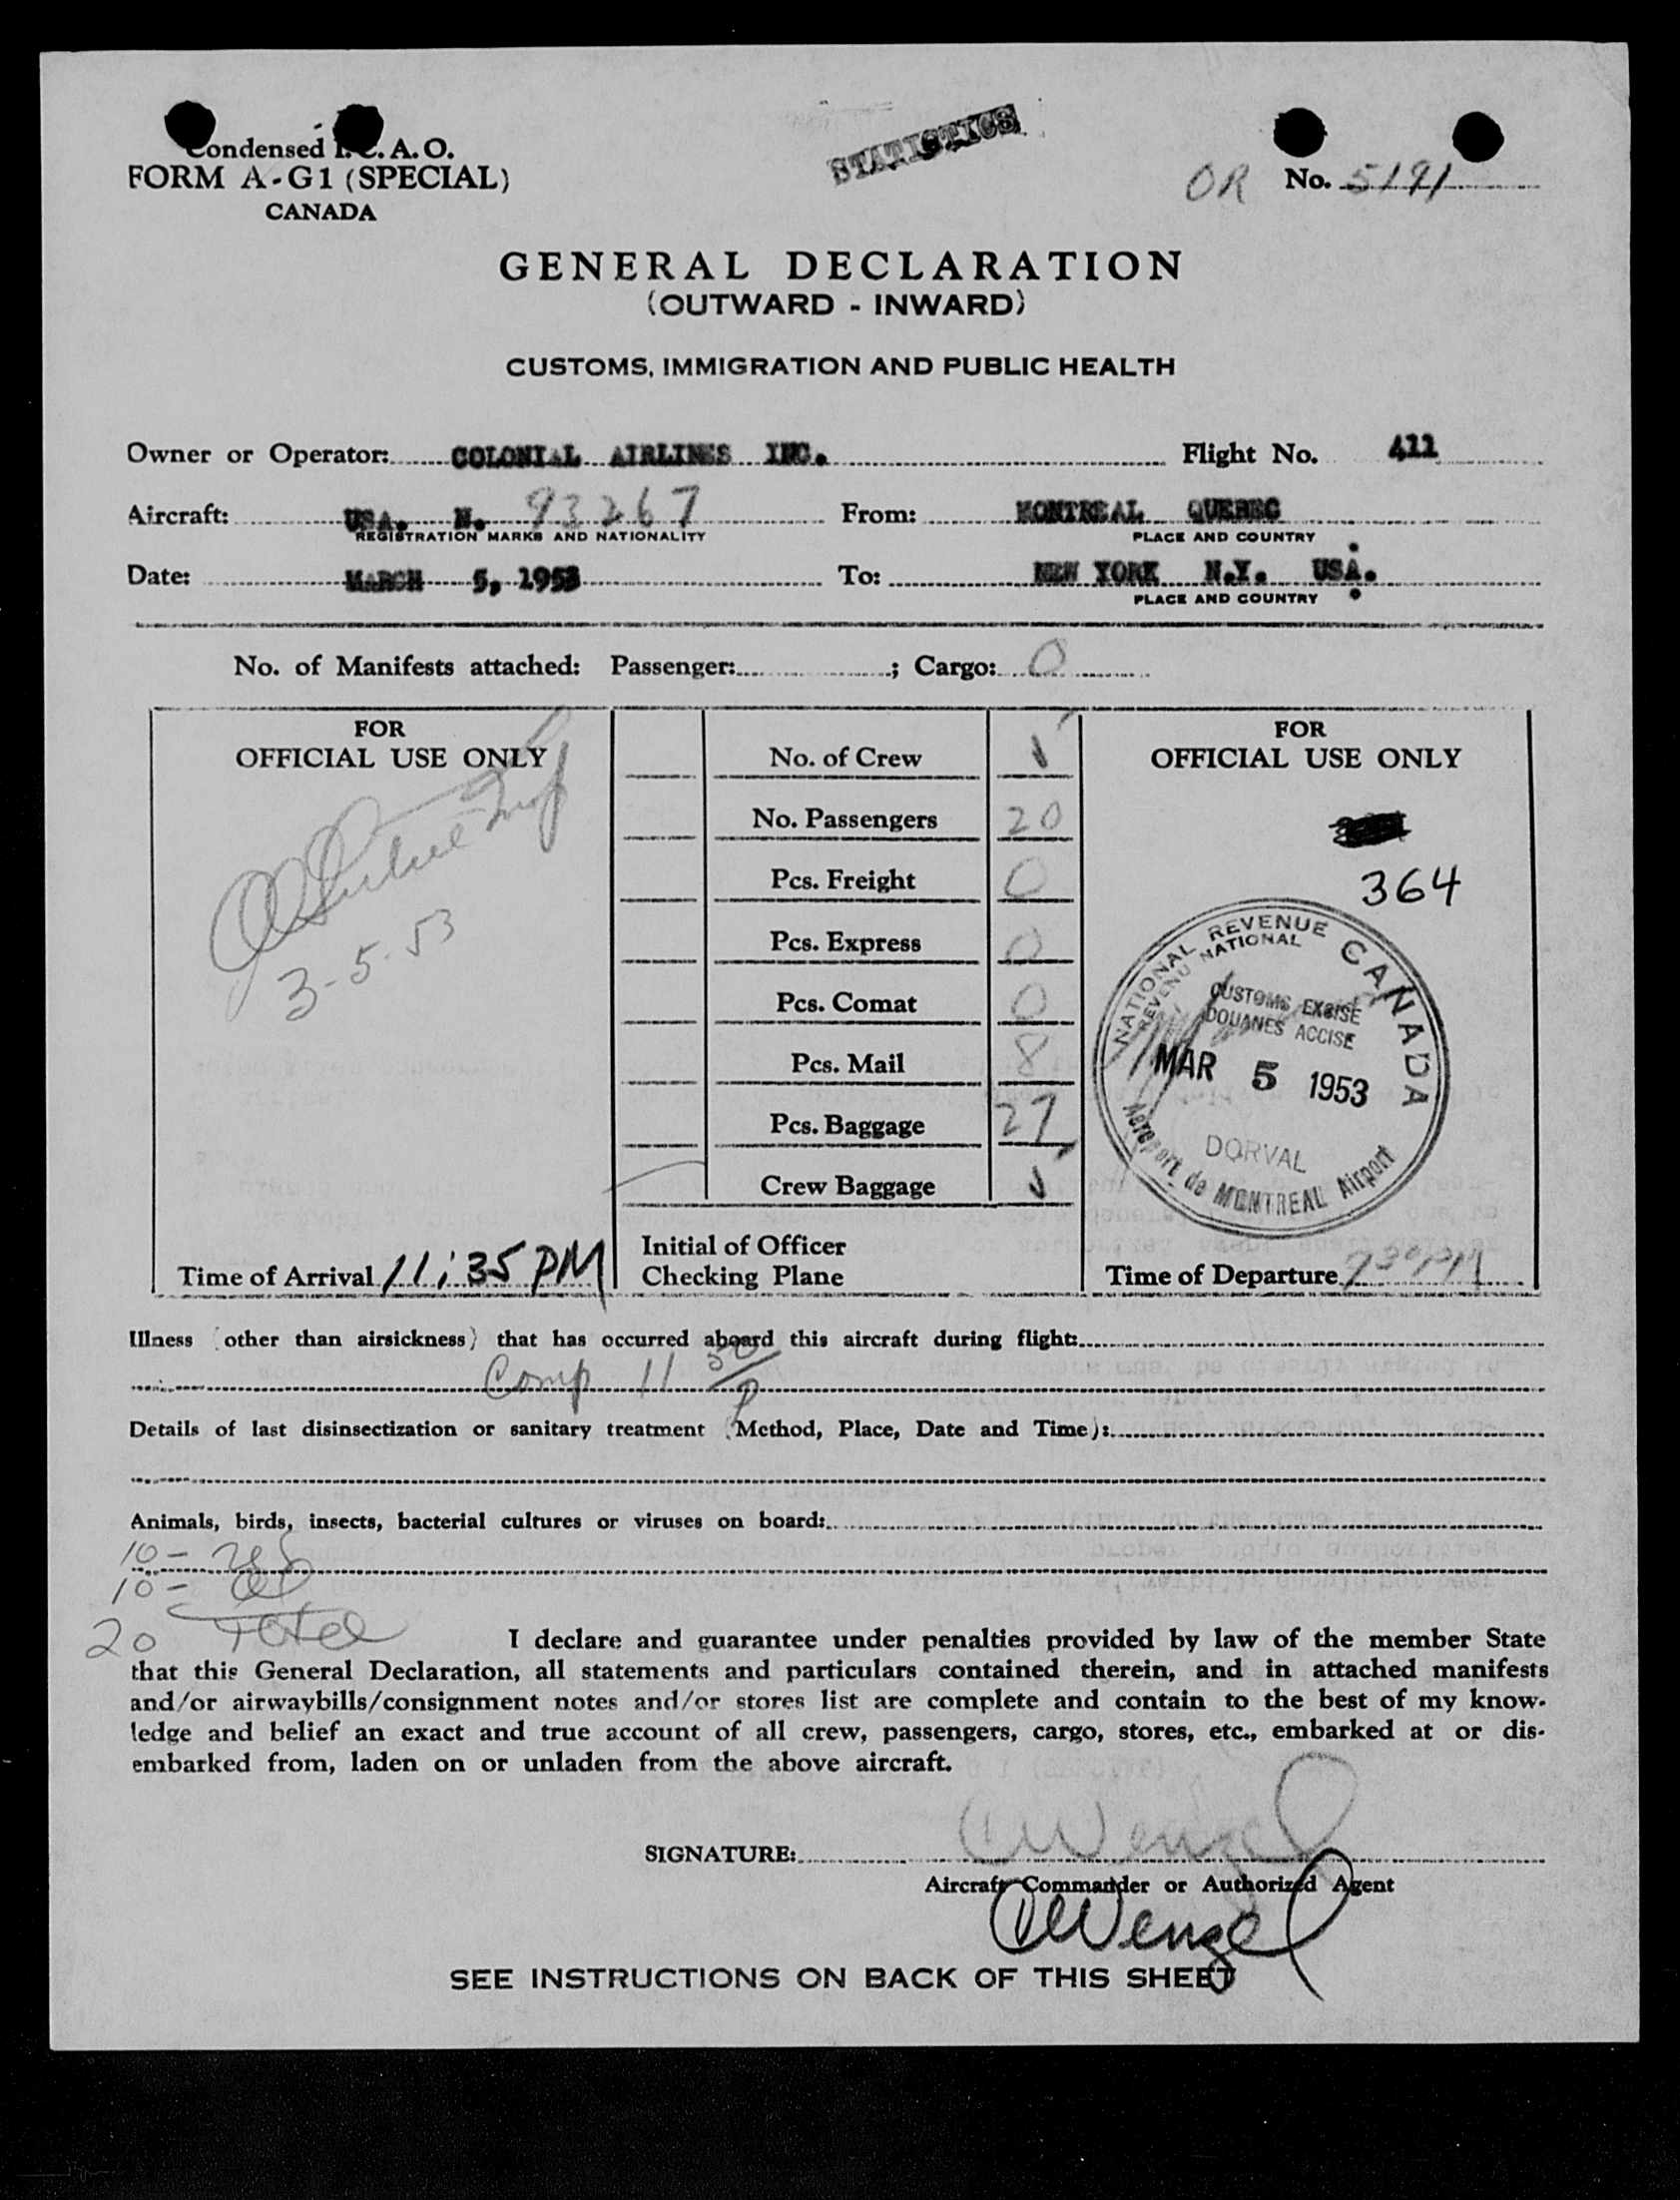 Condensed I.C.A.O.
FORM A-G1 (SPECIAL)
CANADA
STATISTICS
OR No. 5191
GENERAL DECLARATION
(OUTWARD - INWARD)
CUSTOMS, IMMIGRATION AND PUBLIC HEALTH
Owner or Operator: COLONIAL AIRLINES INC. Flight No. 411
Aircraft: USA. N. 93267 From: MONTREAL QUEBEC
REGISTRATION MARKS AND NATIONALITY PLACE AND COUNTRY
Date: MARCH 5, 1953 To: NEW YORK N.Y. USA.
PLACE AND COUNTRY
No. of Manifests attached: Passenger: ; Cargo: 0
FOR
OFFICIAL USE ONLY
3-5-53
Time of Arrival 11:35 PM
No. of Crew
No. Passengers 20
Pcs. Freight 0
Pcs. Express 0
Pcs. Comat 0
Pcs. Mail 8
Pcs. Baggage 27
Crew Baggage
Initial of Officer
Checking Plane
FOR
OFFICIAL USE ONLY
364
NATIONAL REVENUE CANADA
REVENU NATIONAL
CUSTOMS EXCISE
DOUANES ACCISE
MAR 5 1953
DORVAL
Aéroport de MONTREAL Airport
Time of Departure 930PM
Illness (other than airsickness) that has occurred aboard this aircraft during flight:
Comp 11 50/P
Details of last disinsectization or sanitary treatment (Method, Place, Date and Time):
Animals, birds, insects, bacterial cultures or viruses on board:
10 -
10 -
20 Total
I declare and guarantee under penalties provided by law of the member State
that this General Declaration, all statements and particulars contained therein, and in attached manifests
and/or airwaybills/consignment notes and/or stores list are complete and contain to the best of my know-
ledge and belief an exact and true account of all crew, passengers, cargo, stores, etc., embarked at or dis-
embarked from, laden on or unladen from the above aircraft.
SIGNATURE: CWengel
Aircraft Commander or Authorized Agent
CWengel
SEE INSTRUCTIONS ON BACK OF THIS SHEET